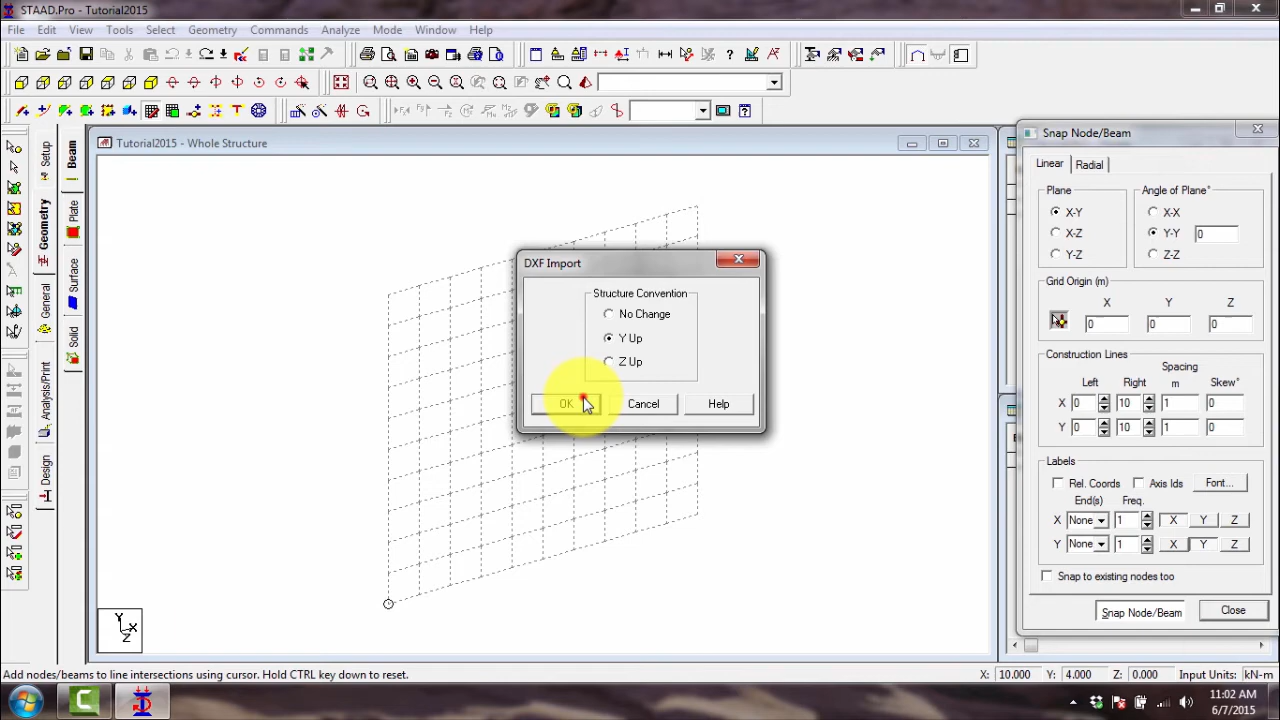 STAAD.Pro - Tutorial2015
File Edit View Tools Select Geometry Commands Analyze Mode Window Help
Setup
Geometry
General
Analysis/Print
Design
Beam
Plate
Surface
Solid
Tutorial2015 - Whole Structure
Y
X
Z
DXF Import
Structure Convention
No Change
Y Up
Z Up
OK Cancel Help
Snap Node/Beam
Linear Radial
Plane Angle of Plane°
X-Y X-X
X-Z Y-Y 0
Y-Z Z-Z
Grid Origin (m) X Y Z
0 0 0
Construction Lines Spacing
Left Right m Skew°
X 0 10 1 0
Y 0 10 1 0
Labels
Rel. Coords Axis Ids Font...
End(s) Freq.
X None 1 X Y Z
Y None 1 X Y Z
Snap to existing nodes too
Snap Node/Beam Close
Add nodes/beams to line intersections using cursor. Hold CTRL key down to reset. X: 10.000 Y: 4.000 Z: 0.000 Input Units: kN-m
11:02 AM
6/7/2015